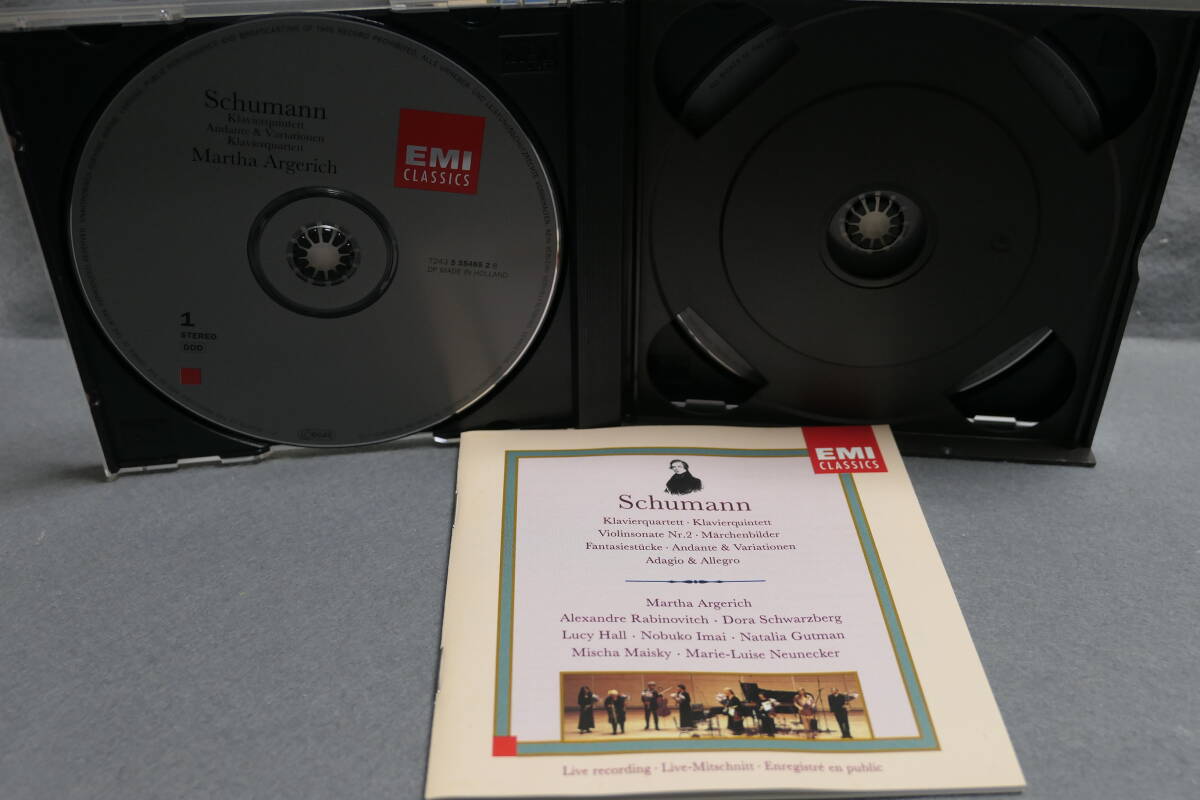 Schumann
Klavierquintett
Andante & Variationen
Klavierquartett
Martha Argerich
EMI
CLASSICS
DF MADE IN HOLLAND
1
STEREO
DDD
EMI
CLASSICS
Schumann
Klavierquartett · Klavierquintett
Violinsonate Nr.2 · Märchenbilder
Fantasiestücke · Andante & Variationen
Adagio & Allegro
Martha Argerich
Alexandre Rabinovitch · Dora Schwarzberg
Lucy Hall · Nobuko Imai · Natalia Gutman
Mischa Maisky · Marie-Luise Neunecker
Live recording · Live-Mitschnitt · Enregistré en public